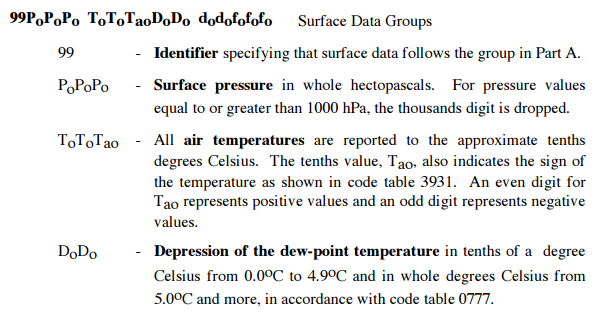 99PoPoPo ToToTaoDoDo dodofofofo Surface Data Groups
99 - Identifier specifying that surface data follows the group in Part A.
PoPoPo - Surface pressure in whole hectopascals. For pressure values
equal to or greater than 1000 hPa, the thousands digit is dropped.
ToToTao - All air temperatures are reported to the approximate tenths
degrees Celsius. The tenths value, Tao, also indicates the sign of
the temperature as shown in code table 3931. An even digit for
Tao represents positive values and an odd digit represents negative
values.
DoDo - Depression of the dew-point temperature in tenths of a degree
Celsius from 0.0ºC to 4.9ºC and in whole degrees Celsius from
5.0ºC and more, in accordance with code table 0777.